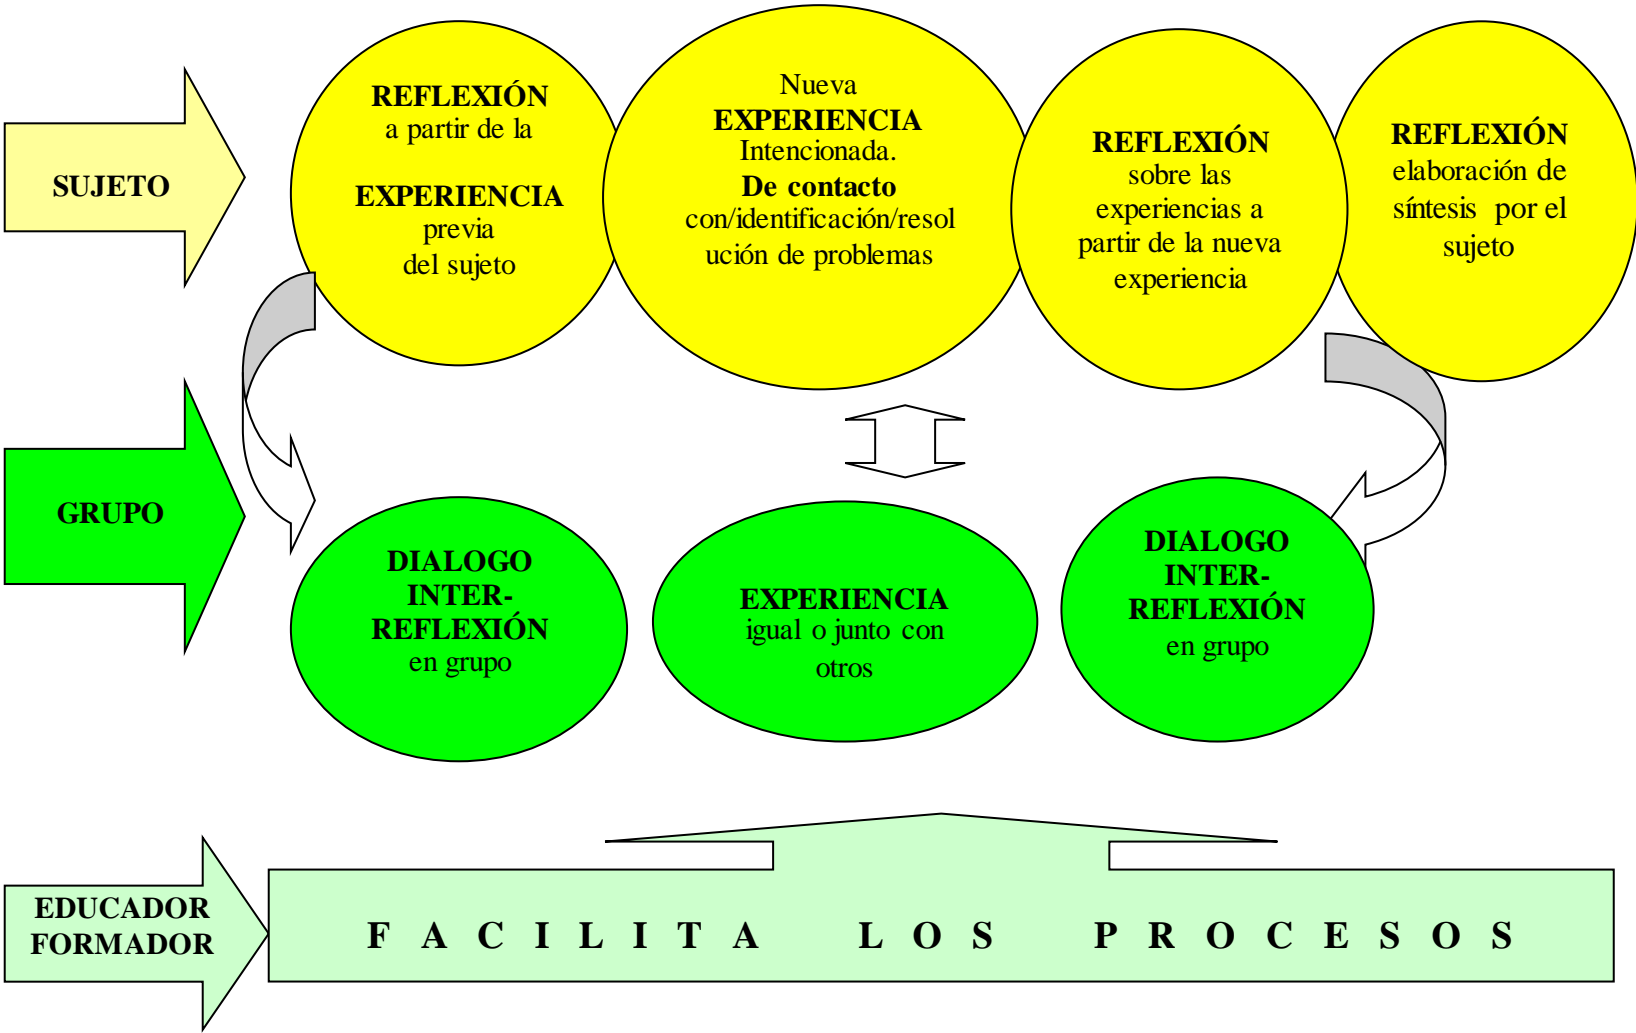 SUJETO
REFLEXIÓN
a partir de la
EXPERIENCIA
previa
del sujeto
Nueva
EXPERIENCIA
Intencionada.
De contacto
con/identificación/resol
ución de problemas
REFLEXIÓN
sobre las
experiencias a
partir de la nueva
experiencia
REFLEXIÓN
elaboración de
síntesis por el
sujeto
GRUPO
DIALOGO
INTER-
REFLEXIÓN
en grupo
EXPERIENCIA
igual o junto con
otros
DIALOGO
INTER-
REFLEXIÓN
en grupo
EDUCADOR
FORMADOR
F A C I L I T A   L O S   P R O C E S O S